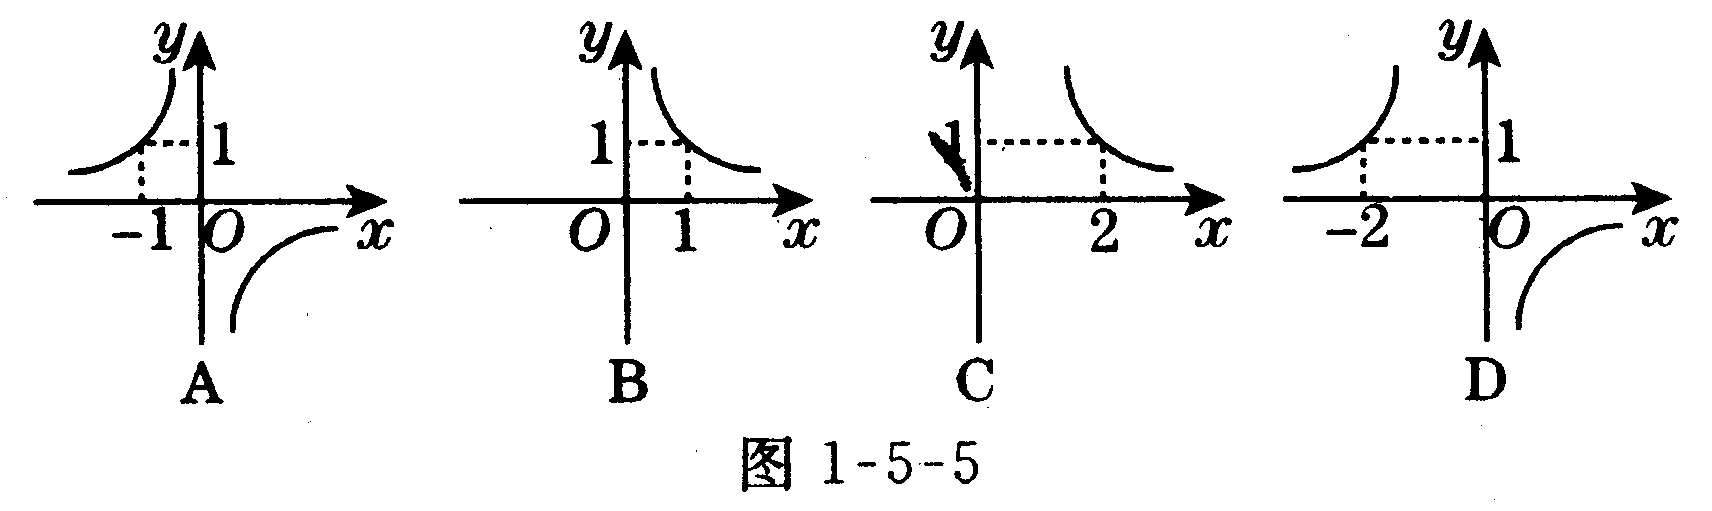 y 1 -1 O x
y 1 O 1 x
y 1 O 2 x
y 1 -2 O x
A B C D
图 1-5-5